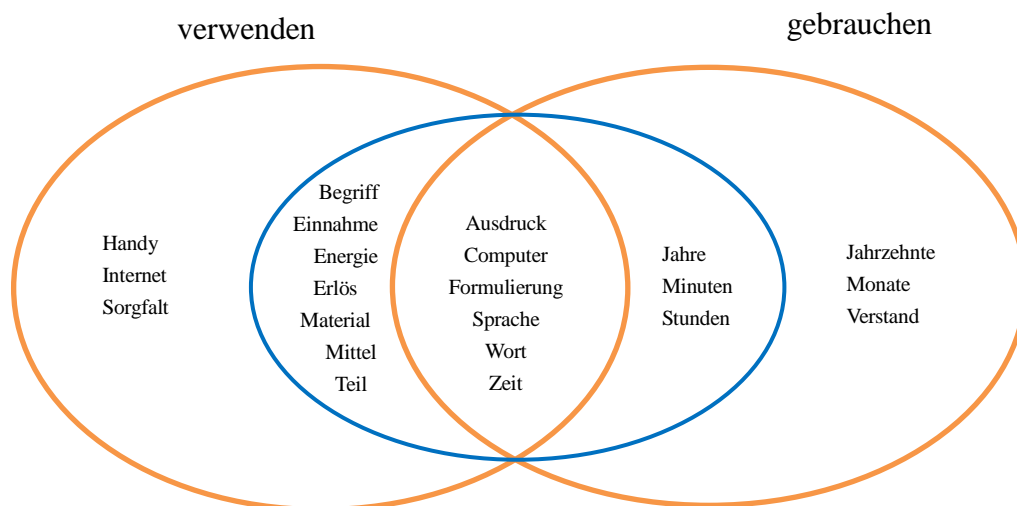 verwenden
gebrauchen
Handy
Internet
Sorgfalt
Begriff
Einnahme
Energie
Erlös
Material
Mittel
Teil
Ausdruck
Computer
Formulierung
Sprache
Wort
Zeit
Jahre
Minuten
Stunden
Jahrzehnte
Monate
Verstand